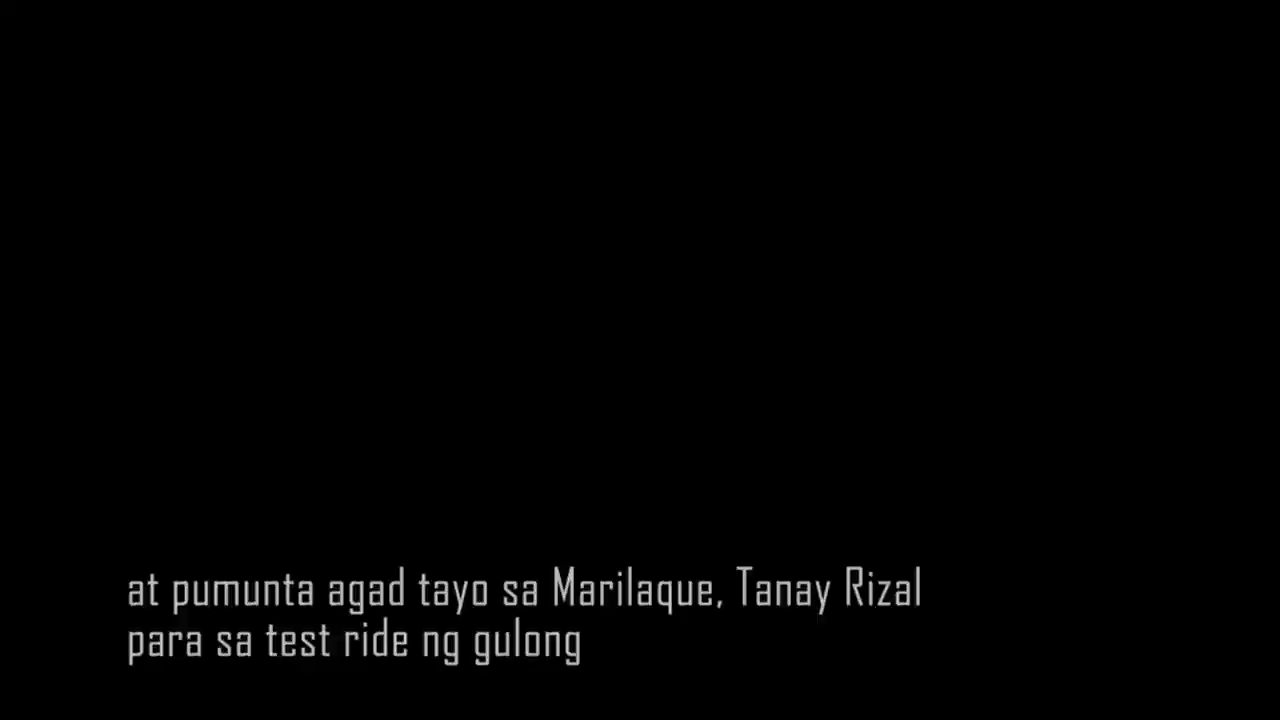 at pumunta agad tayo sa Marilaque, Tanay Rizal
para sa test ride ng gulong